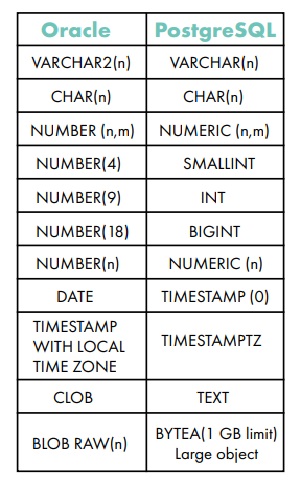 Oracle PostgreSQL
VARCHAR2(n) VARCHAR(n)
CHAR(n) CHAR(n)
NUMBER (n,m) NUMERIC (n,m)
NUMBER(4) SMALLINT
NUMBER(9) INT
NUMBER(18) BIGINT
NUMBER(n) NUMERIC (n)
DATE TIMESTAMP (0)
TIMESTAMP
WITH LOCAL
TIME ZONE
TIMESTAMPTZ
CLOB TEXT
BLOB RAW(n)
BYTEA(1 GB limit)
Large object